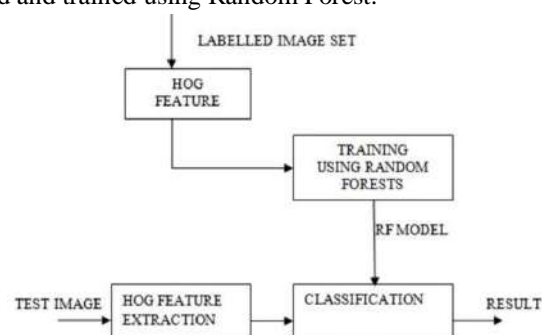 d and trained using Random Forest.
LABELLED IMAGE SET
HOG
FEATURE
TRAINING
USING RANDOM
FORESTS
RF MODEL
TEST IMAGE
HOG FEATURE
EXTRACTION
CLASSIFICATION
RESULT